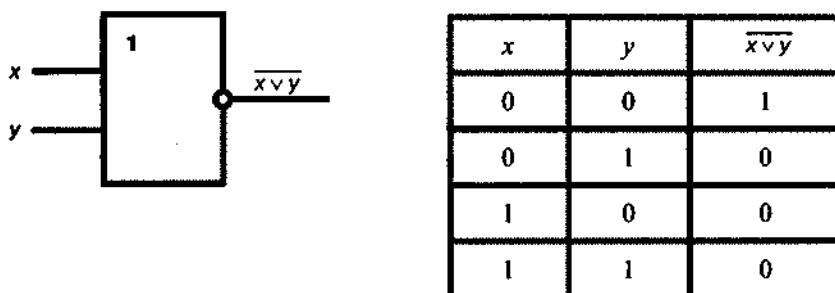 1
x
y
x ∨ y
x y x ∨ y
0 0 1
0 1 0
1 0 0
1 1 0